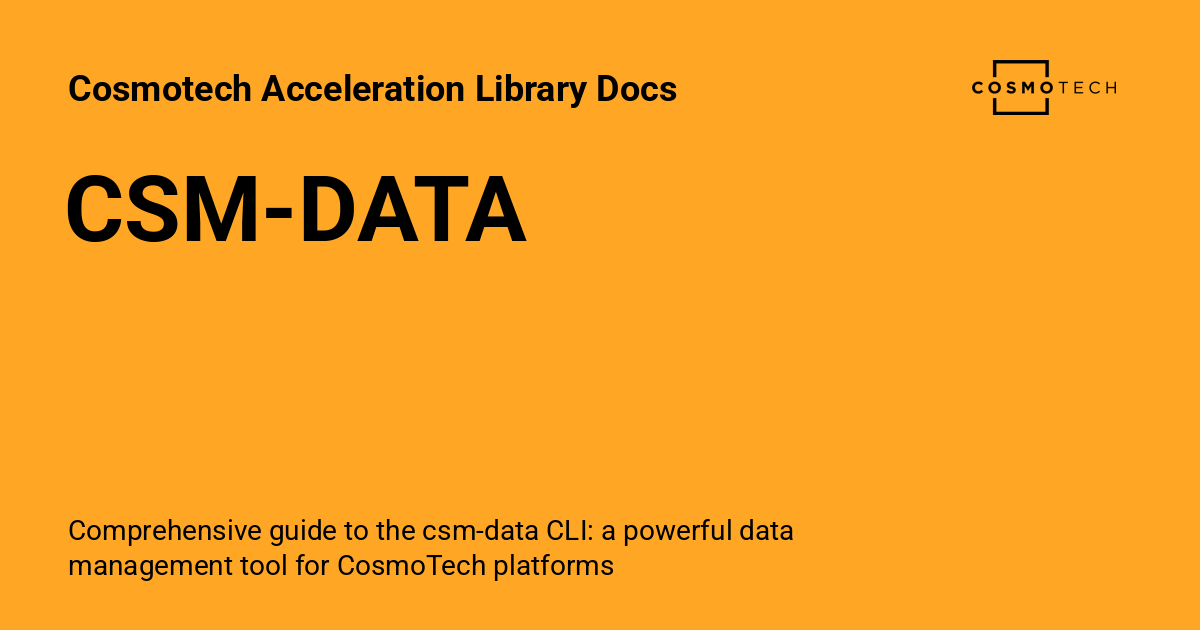 Cosmotech Acceleration Library Docs
COSMOTECH
CSM-DATA
Comprehensive guide to the csm-data CLI: a powerful data
management tool for CosmoTech platforms